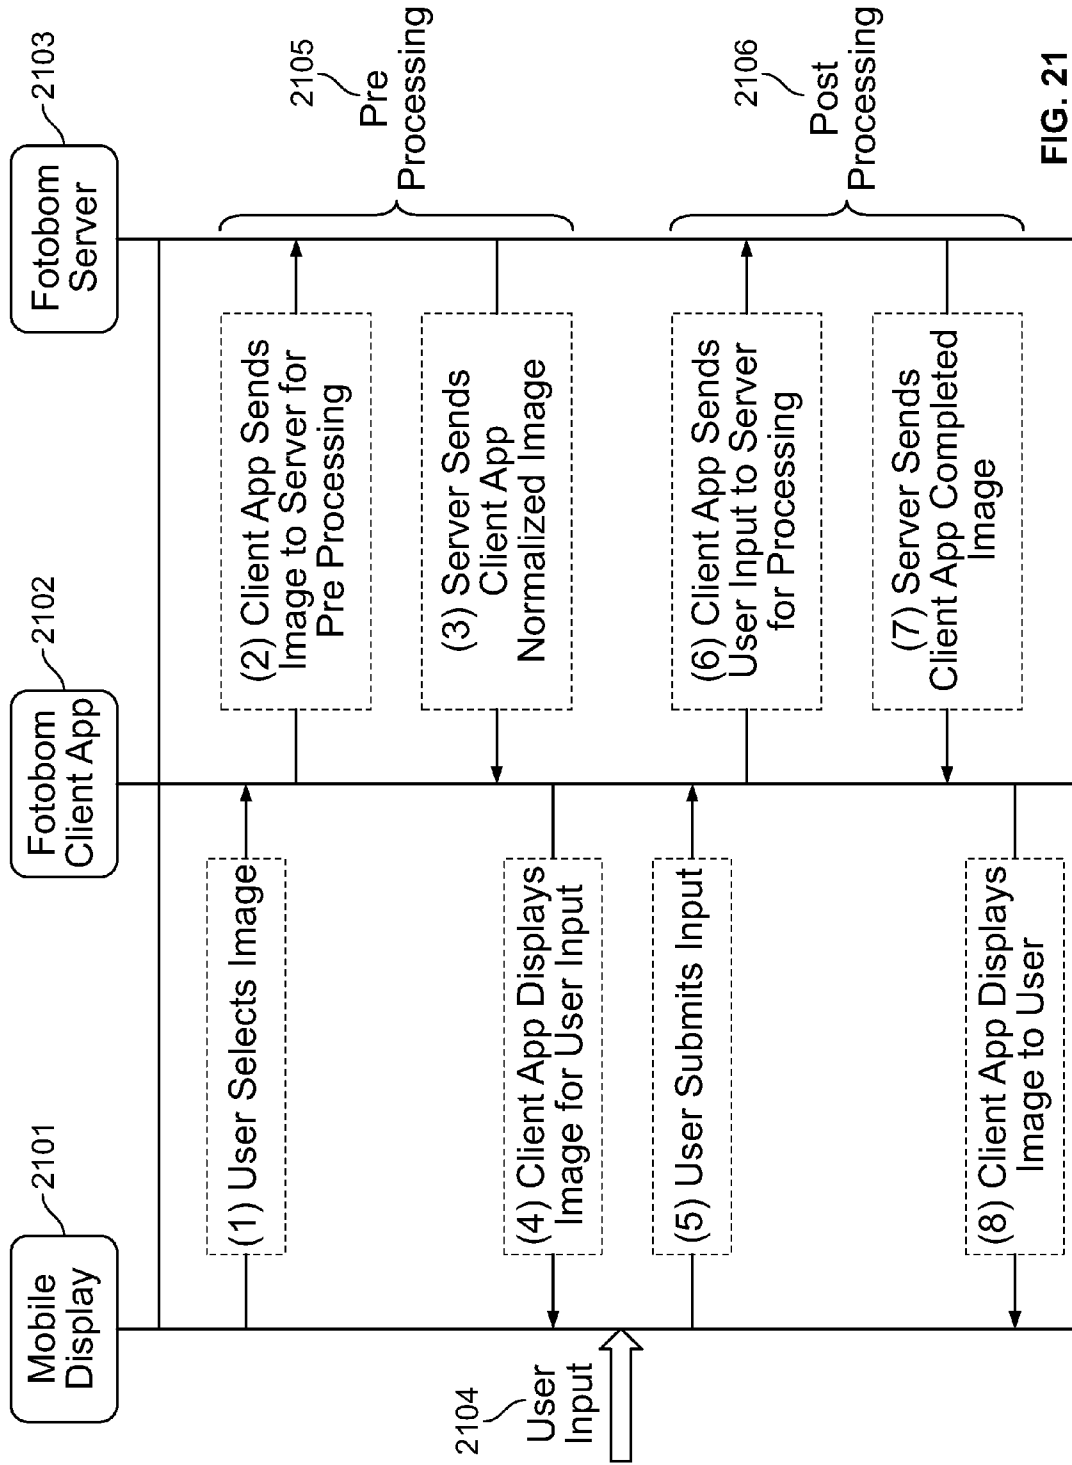 Mobile
Display
2101
Fotobom
Client App
2102
Fotobom
Server
2103
(1) User Selects Image
(2) Client App Sends
Image to Server for
Pre Processing
2105
Pre
Processing
(3) Server Sends
Client App
Normalized Image
(4) Client App Displays
Image for User Input
2104
User
Input
(5) User Submits Input
(6) Client App Sends
User Input to Server
for Processing
2106
Post
Processing
(7) Server Sends
Client App Completed
Image
(8) Client App Displays
Image to User
FIG. 21